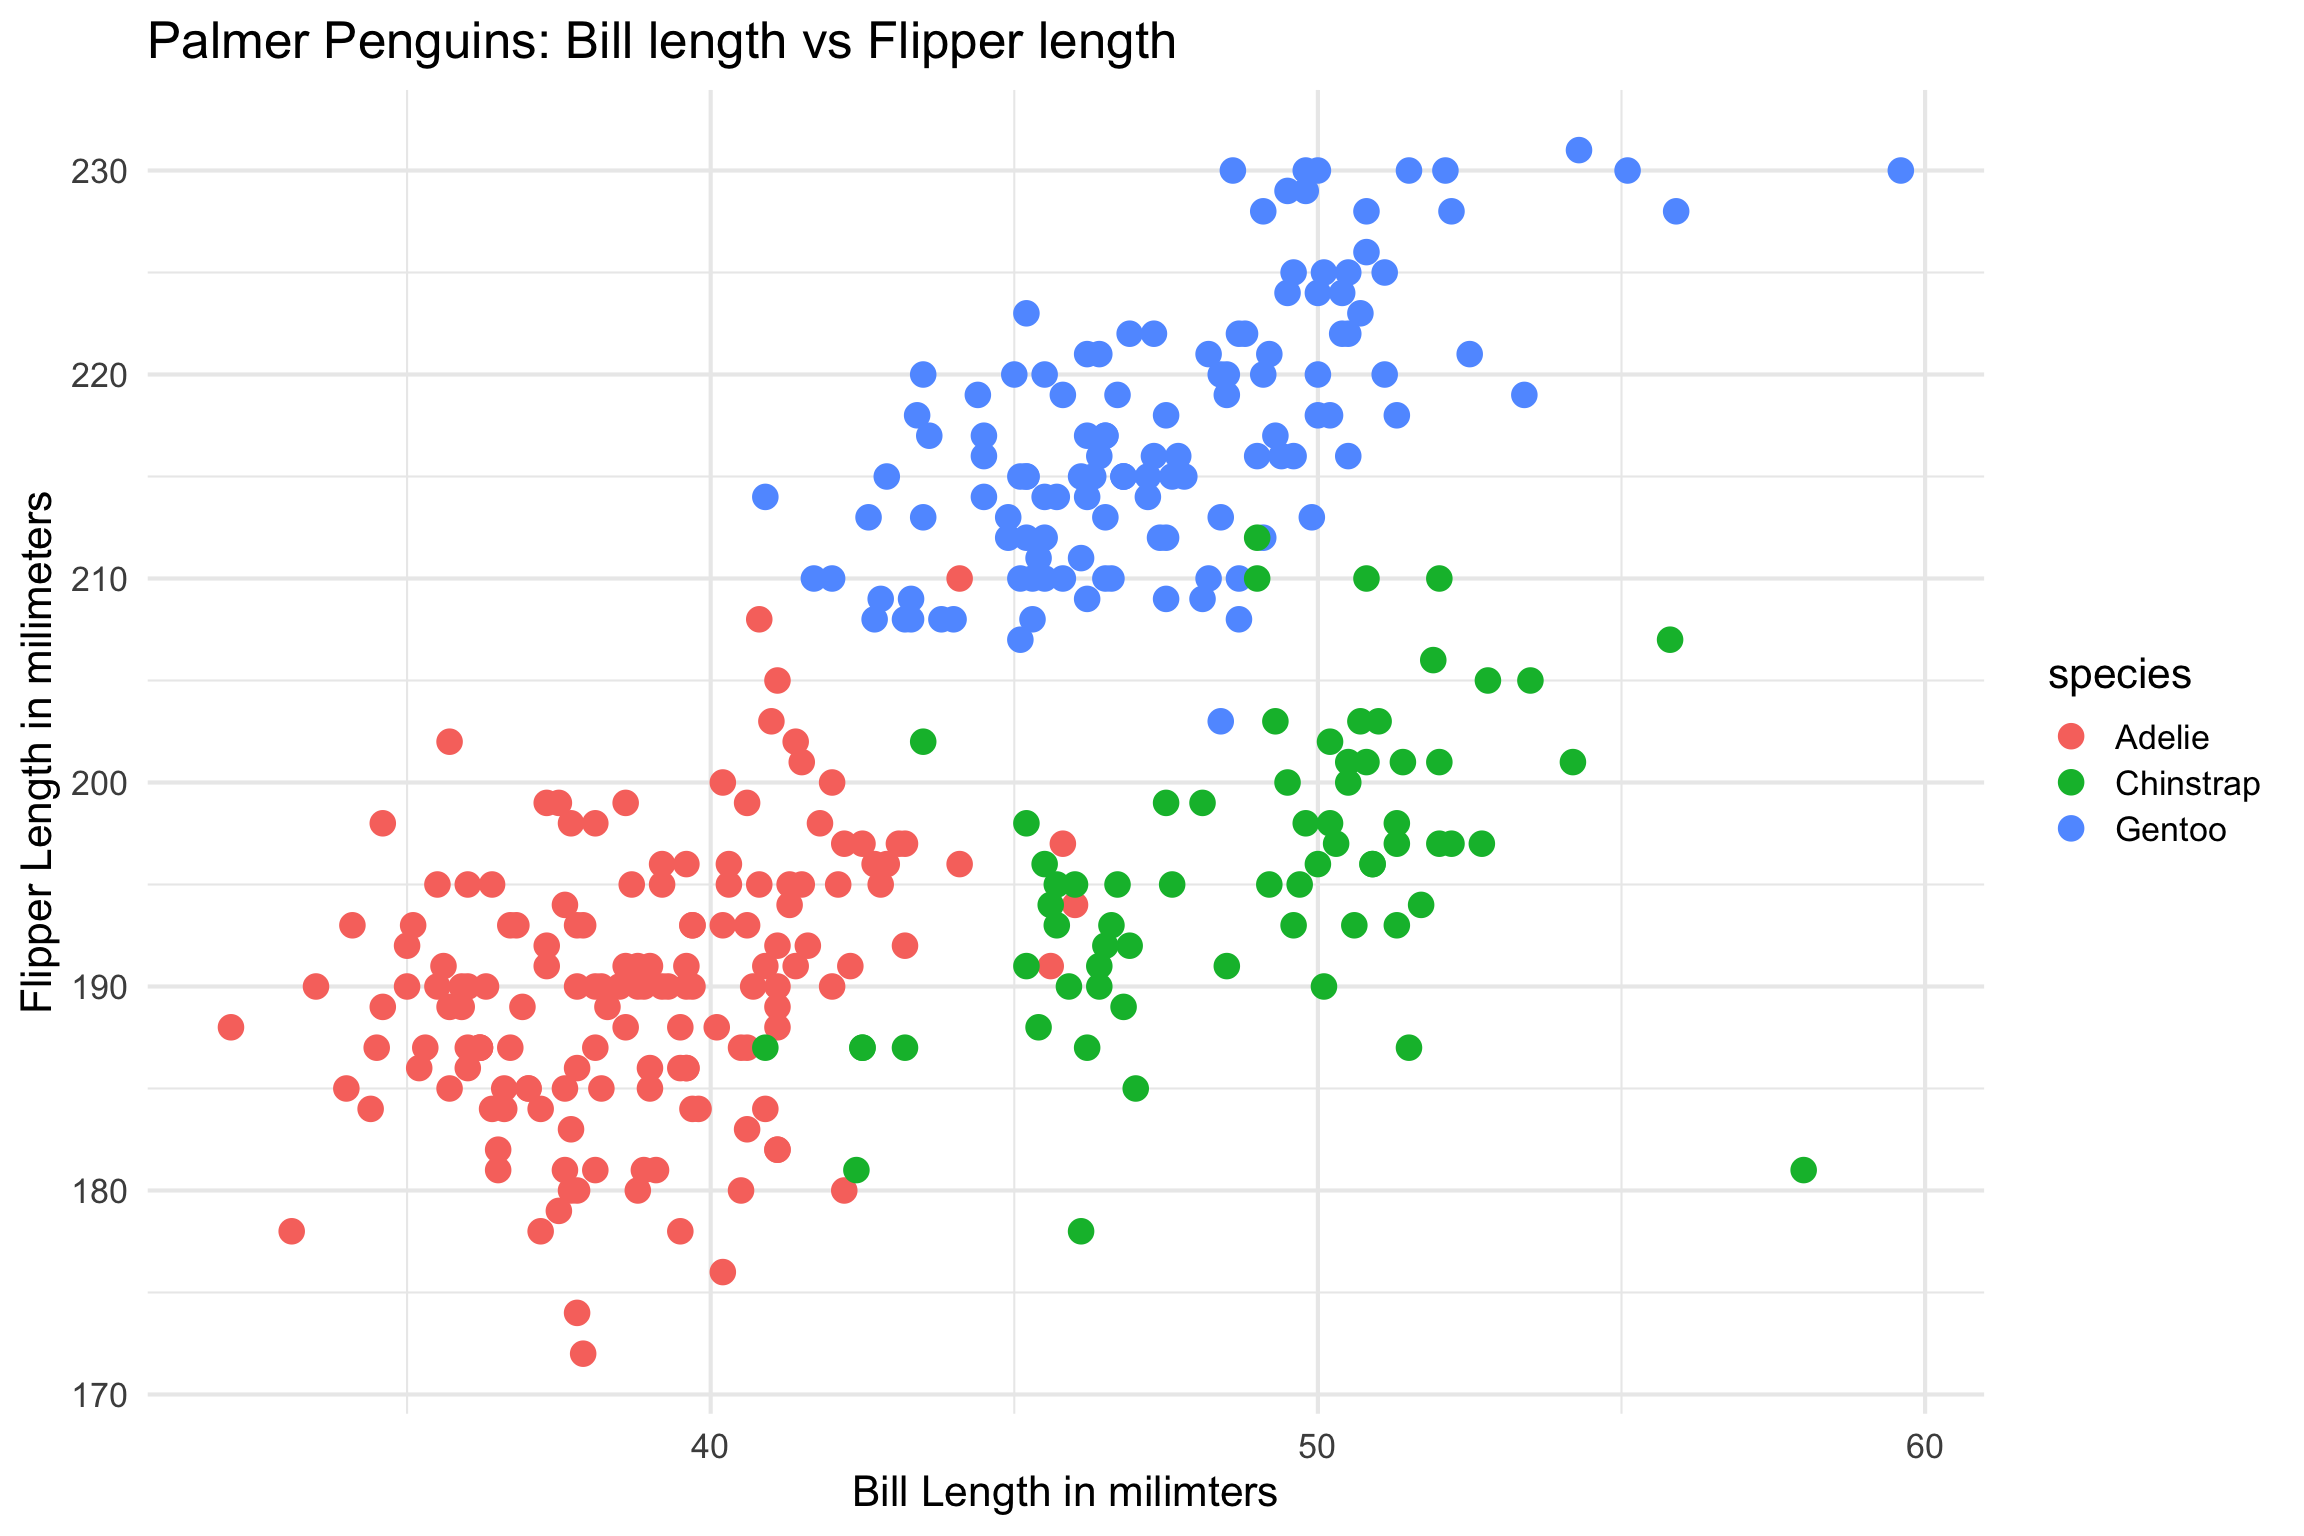 Palmer Penguins: Bill length vs Flipper length
230
220
210
200
190
180
170
Flipper Length in milimeters
40
50
60
Bill Length in milimters
species
Adelie
Chinstrap
Gentoo